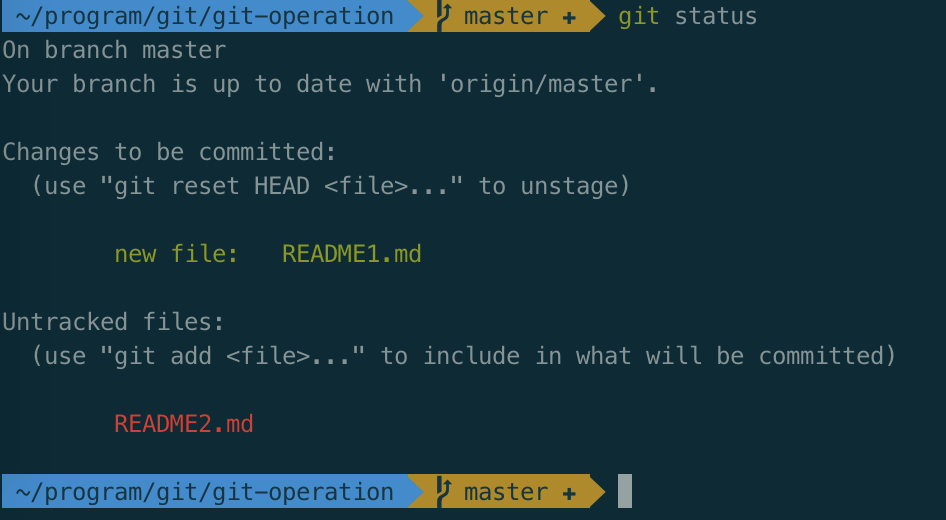 ~/program/git/git-operation master + git status
On branch master
Your branch is up to date with 'origin/master'.
Changes to be committed:
(use "git reset HEAD <file>..." to unstage)
new file: README1.md
Untracked files:
(use "git add <file>..." to include in what will be committed)
README2.md
~/program/git/git-operation master +